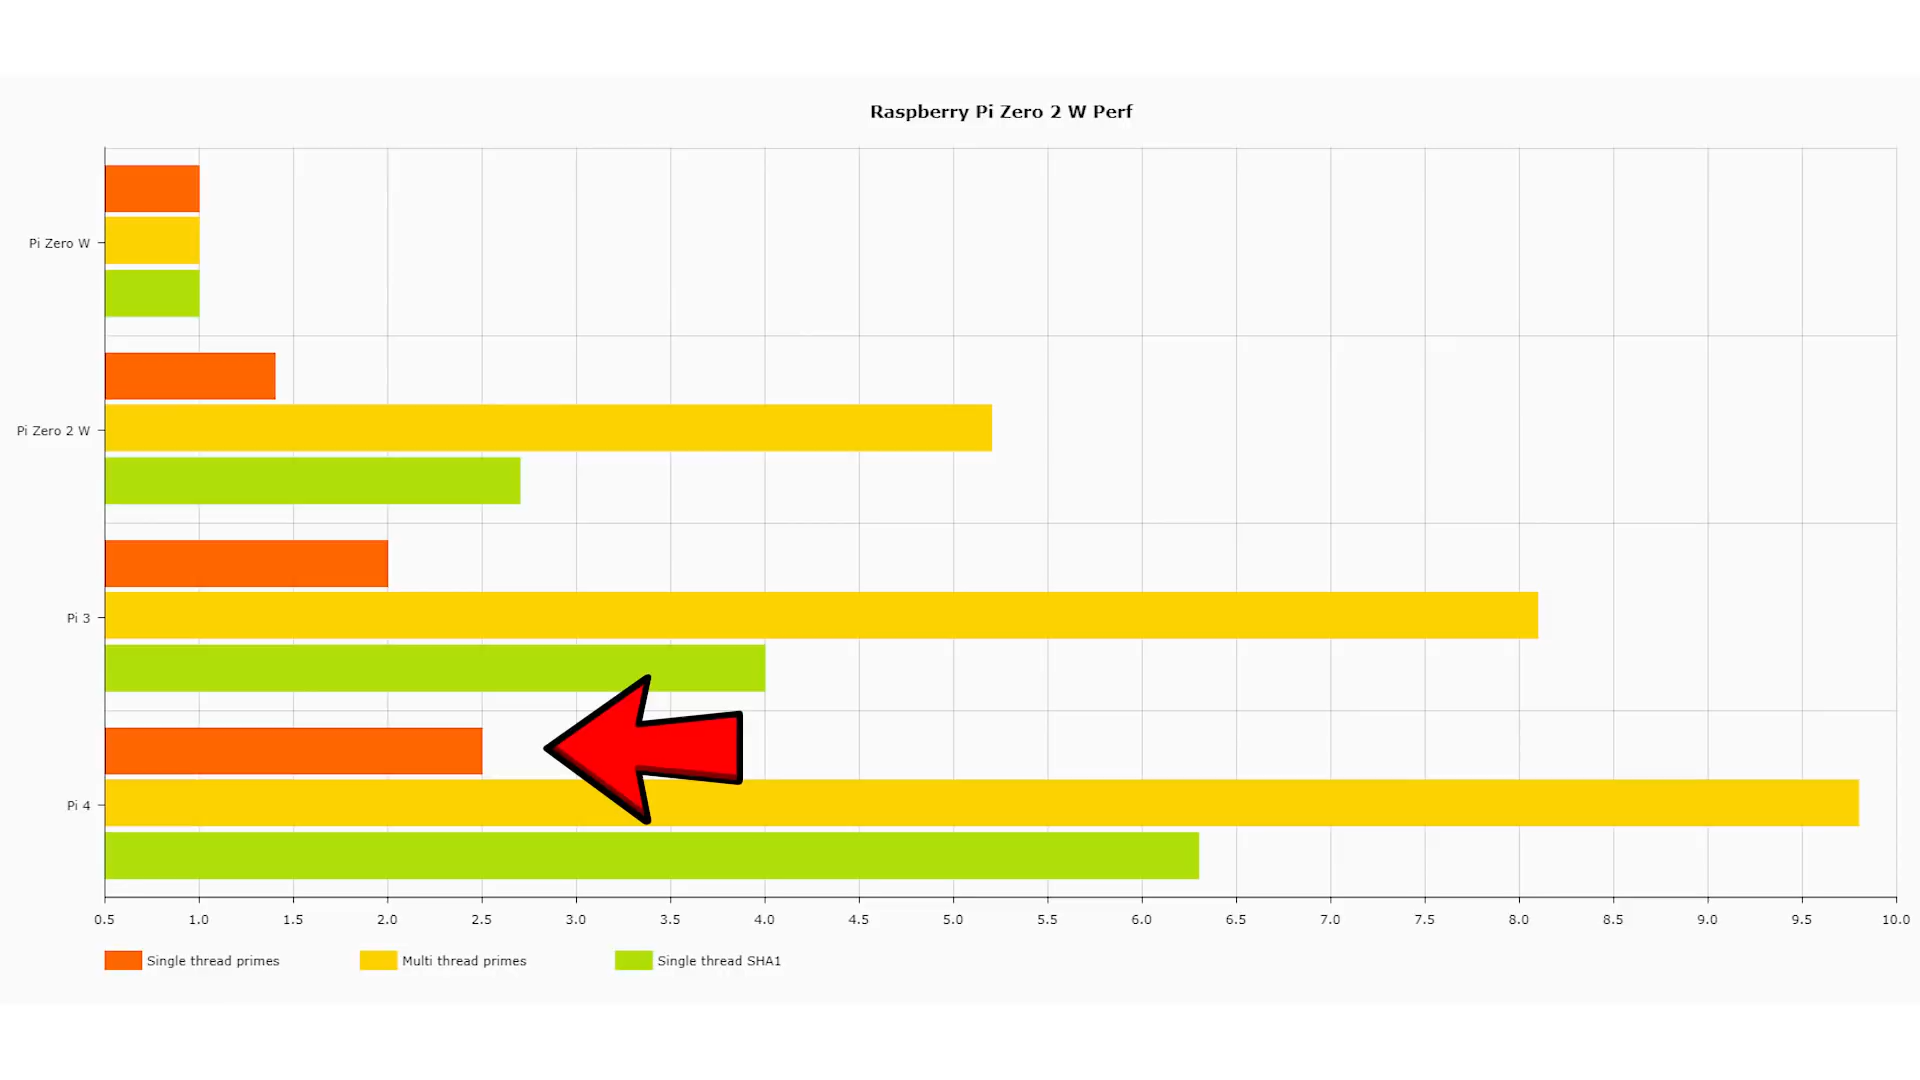 Raspberry Pi Zero 2 W Perf
Pi Zero W
Pi Zero 2 W
Pi 3
Pi 4
0.5 1.0 1.5 2.0 2.5 3.0 3.5 4.0 4.5 5.0 5.5 6.0 6.5 7.0 7.5 8.0 8.5 9.0 9.5 10.0
Single thread primes Multi thread primes Single thread SHA1